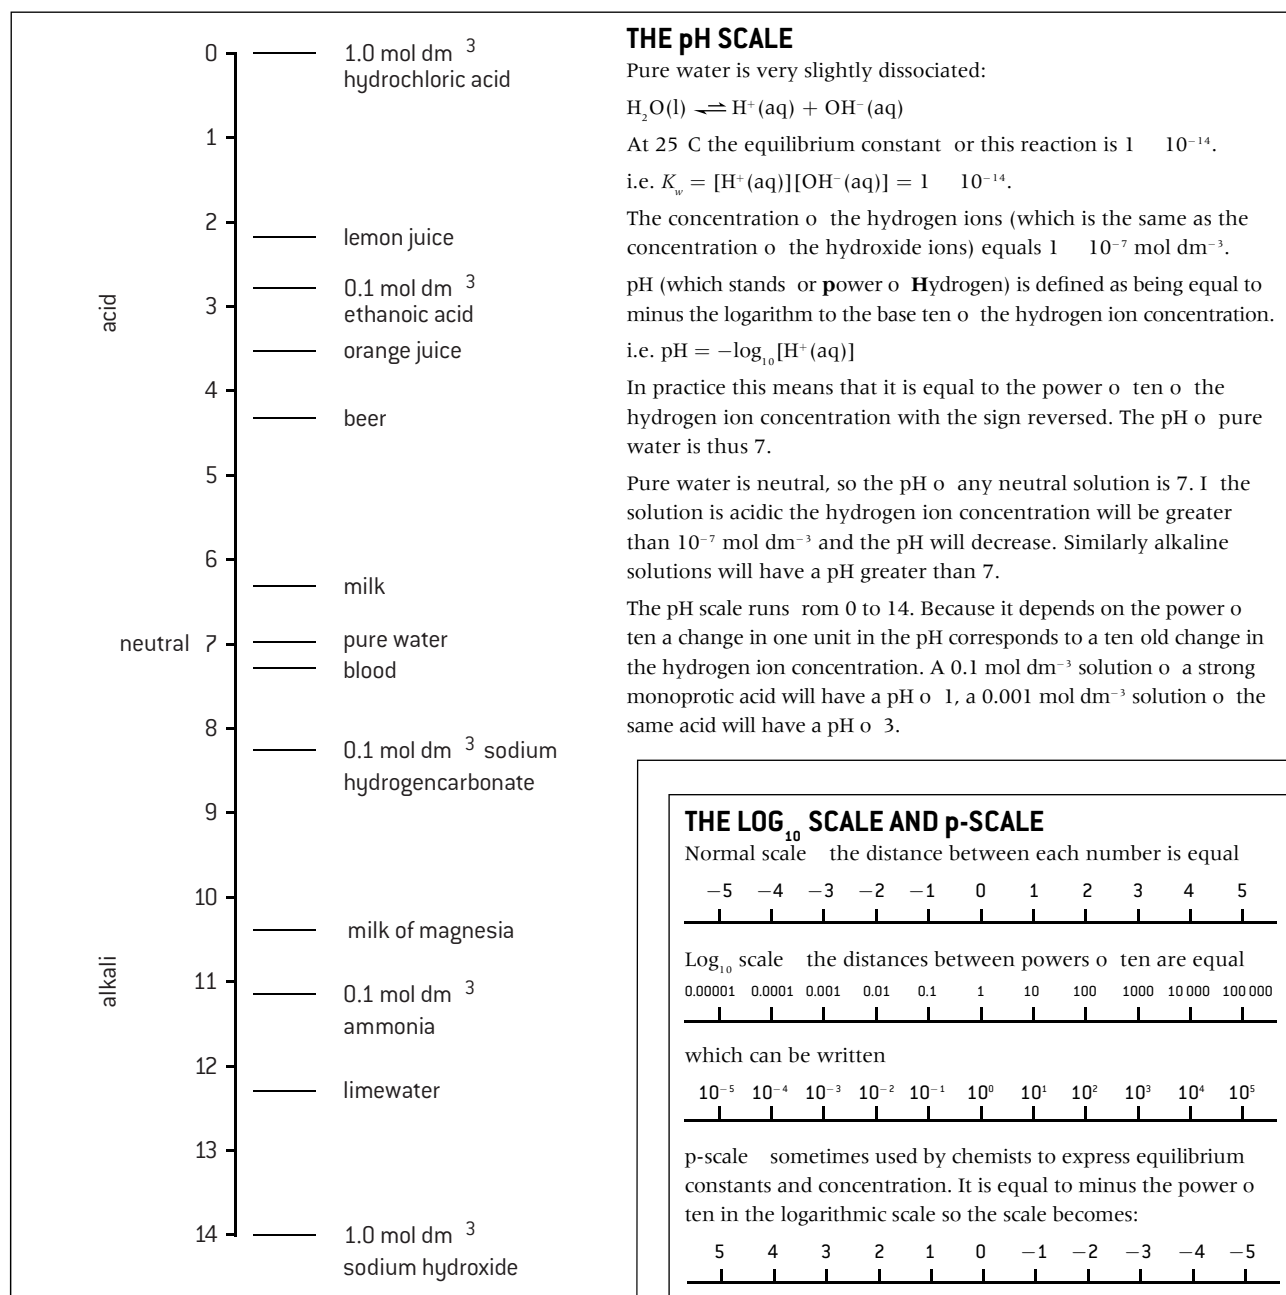 0
1.0 mol dm 3
hydrochloric acid
1
2
lemon juice
acid
0.1 mol dm 3
3
ethanoic acid
orange juice
4
beer
5
6
milk
neutral 7
pure water
blood
8
0.1 mol dm 3 sodium
hydrogencarbonate
9
10
milk of magnesia
alkali
11
0.1 mol dm 3
ammonia
12
limewater
13
14
1.0 mol dm 3
sodium hydroxide
THE pH SCALE
Pure water is very slightly dissociated:
H₂O(l) ⇌ H⁺(aq) + OH⁻(aq)
At 25 C the equilibrium constant or this reaction is 1 10⁻¹⁴.
i.e. K_w = [H⁺(aq)][OH⁻(aq)] = 1 10⁻¹⁴.
The concentration o the hydrogen ions (which is the same as the
concentration o the hydroxide ions) equals 1 10⁻⁷ mol dm⁻³.
pH (which stands or power o Hydrogen) is defined as being equal to
minus the logarithm to the base ten o the hydrogen ion concentration.
i.e. pH = −log₁₀[H⁺(aq)]
In practice this means that it is equal to the power o ten o the
hydrogen ion concentration with the sign reversed. The pH o pure
water is thus 7.
Pure water is neutral, so the pH o any neutral solution is 7. I the
solution is acidic the hydrogen ion concentration will be greater
than 10⁻⁷ mol dm⁻³ and the pH will decrease. Similarly alkaline
solutions will have a pH greater than 7.
The pH scale runs rom 0 to 14. Because it depends on the power o
ten a change in one unit in the pH corresponds to a ten old change in
the hydrogen ion concentration. A 0.1 mol dm⁻³ solution o a strong
monoprotic acid will have a pH o 1, a 0.001 mol dm⁻³ solution o the
same acid will have a pH o 3.
THE LOG₁₀ SCALE AND p-SCALE
Normal scale the distance between each number is equal
−5 −4 −3 −2 −1 0 1 2 3 4 5
Log₁₀ scale the distances between powers o ten are equal
0.00001 0.0001 0.001 0.01 0.1 1 10 100 1000 10 000 100 000
which can be written
10⁻⁵ 10⁻⁴ 10⁻³ 10⁻² 10⁻¹ 10⁰ 10¹ 10² 10³ 10⁴ 10⁵
p-scale sometimes used by chemists to express equilibrium
constants and concentration. It is equal to minus the power o
ten in the logarithmic scale so the scale becomes:
5 4 3 2 1 0 −1 −2 −3 −4 −5